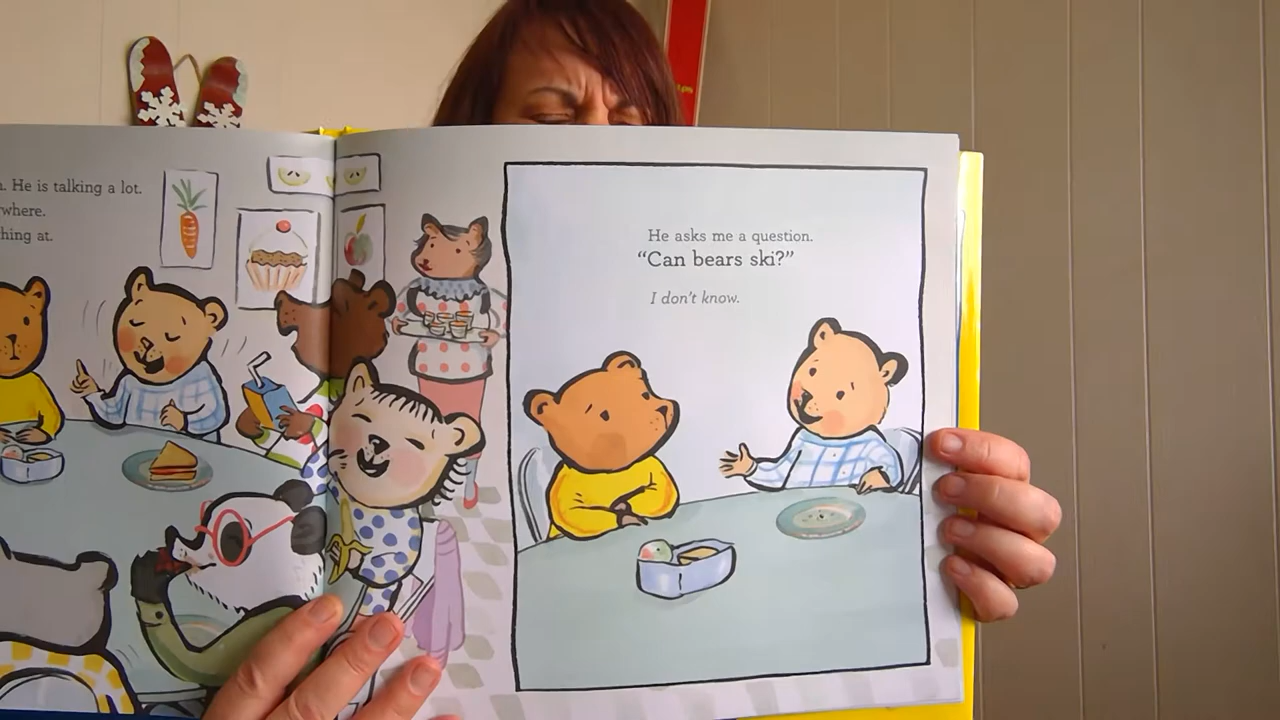 . He is talking a lot.
where.
hing at.
He asks me a question.
“Can bears ski?”
I don’t know.